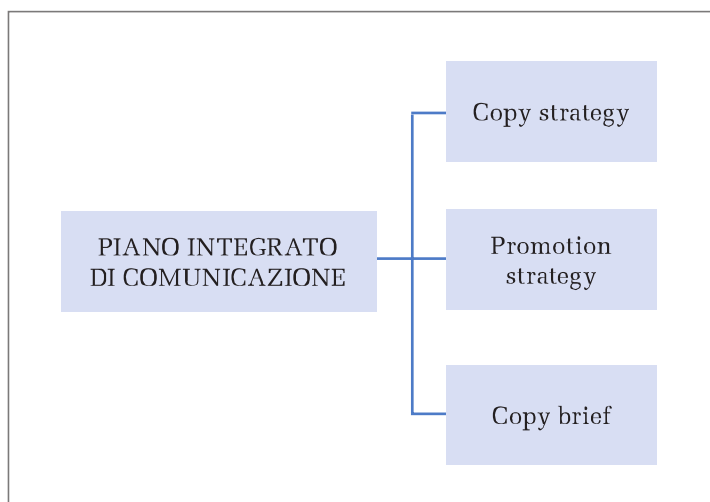 Copy strategy
PIANO INTEGRATO
DI COMUNICAZIONE
Promotion
strategy
Copy brief